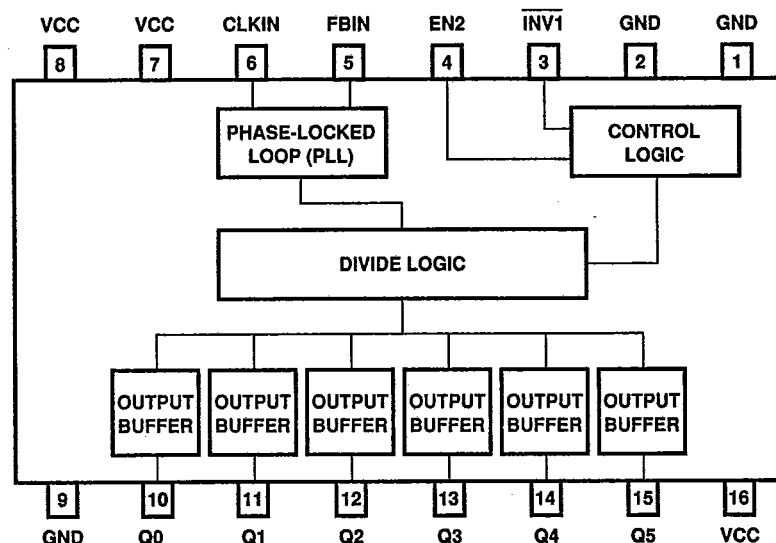 VCC VCC CLKIN FBIN EN2 INV1 GND GND
8 7 6 5 4 3 2 1
PHASE-LOCKED
LOOP (PLL)
CONTROL
LOGIC
DIVIDE LOGIC
OUTPUT
BUFFER
OUTPUT
BUFFER
OUTPUT
BUFFER
OUTPUT
BUFFER
OUTPUT
BUFFER
OUTPUT
BUFFER
9 10 11 12 13 14 15 16
GND Q0 Q1 Q2 Q3 Q4 Q5 VCC